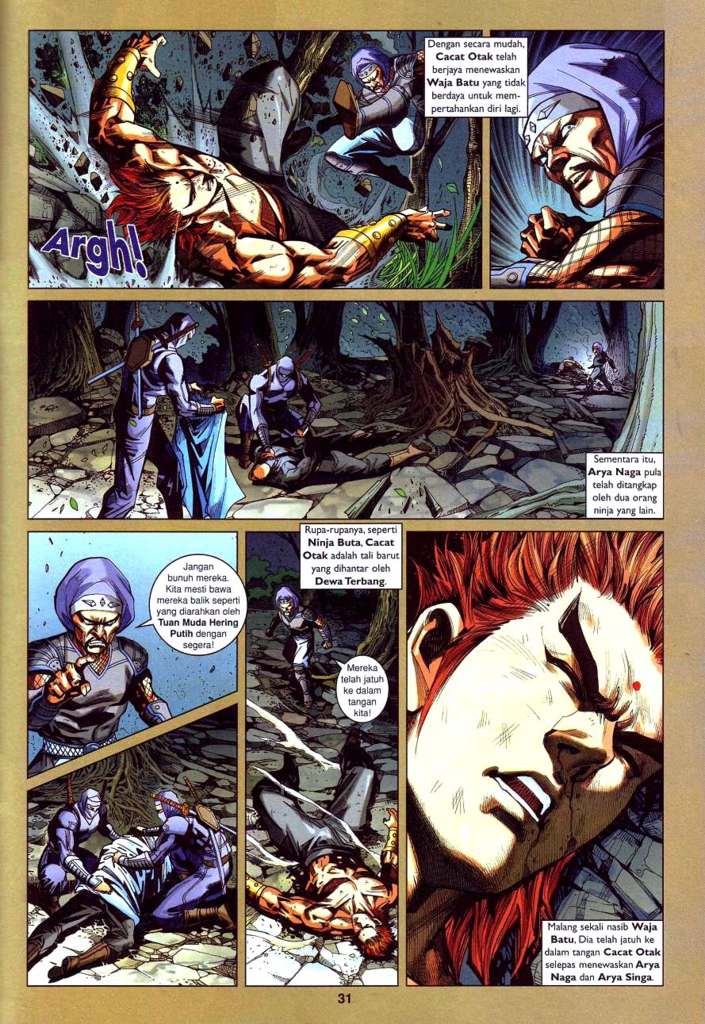 Dengan secara mudah,
Cacat Otak telah
berjaya menewaskan
Waja Batu yang tidak
berdaya untuk mem-
pertahankan diri lagi.
Argh!
Sementara itu,
Arya Naga pula
telah ditangkap
oleh dua orang
ninja yang lain.
Jangan
bunuh mereka.
Kita mesti bawa
mereka balik seperti
yang diarahkan oleh
Tuan Muda Hering
Putih dengan
segera!
Rupa-rupanya, seperti
Ninja Buta, Cacat
Otak adalah tali barut
yang dihantar oleh
Dewa Terbang.
Mereka
telah jatuh
ke dalam
tangan
kita!
Malang sekali nasib Waja
Batu, Dia telah jatuh ke
dalam tangan Cacat Otak
selepas menewaskan Arya
Naga dan Arya Singa.
31